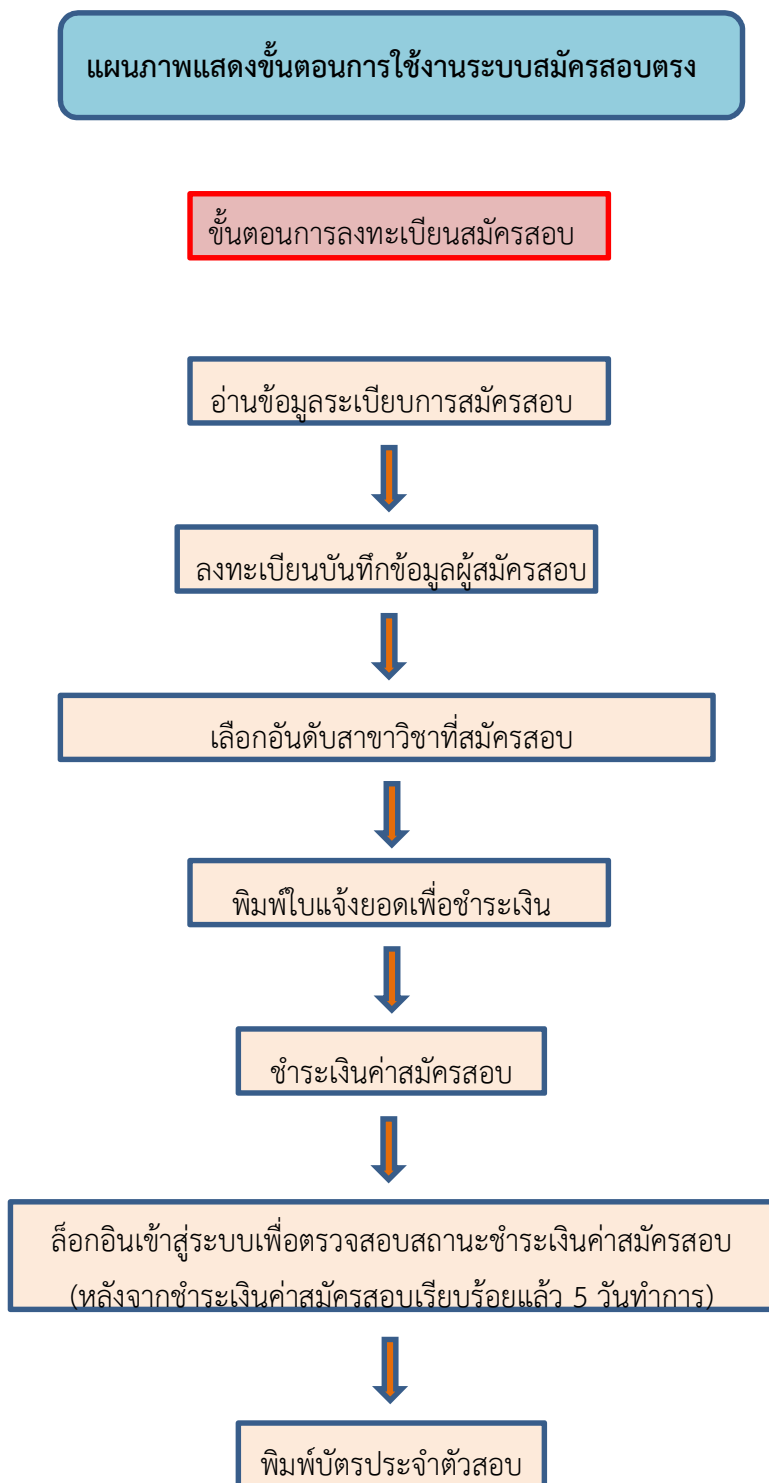 แผนภาพแสดงขั้นตอนการใช้งานระบบสมัครสอบตรง
ขั้นตอนการลงทะเบียนสมัครสอบ
อ่านข้อมูลระเบียบการสมัครสอบ
ลงทะเบียนบันทึกข้อมูลผู้สมัครสอบ
เลือกอันดับสาขาวิชาที่สมัครสอบ
พิมพ์ใบแจ้งยอดเพื่อชำระเงิน
ชำระเงินค่าสมัครสอบ
ล็อกอินเข้าสู่ระบบเพื่อตรวจสอบสถานะชำระเงินค่าสมัครสอบ
(หลังจากชำระเงินค่าสมัครสอบเรียบร้อยแล้ว 5 วันทำการ)
พิมพ์บัตรประจำตัวสอบ